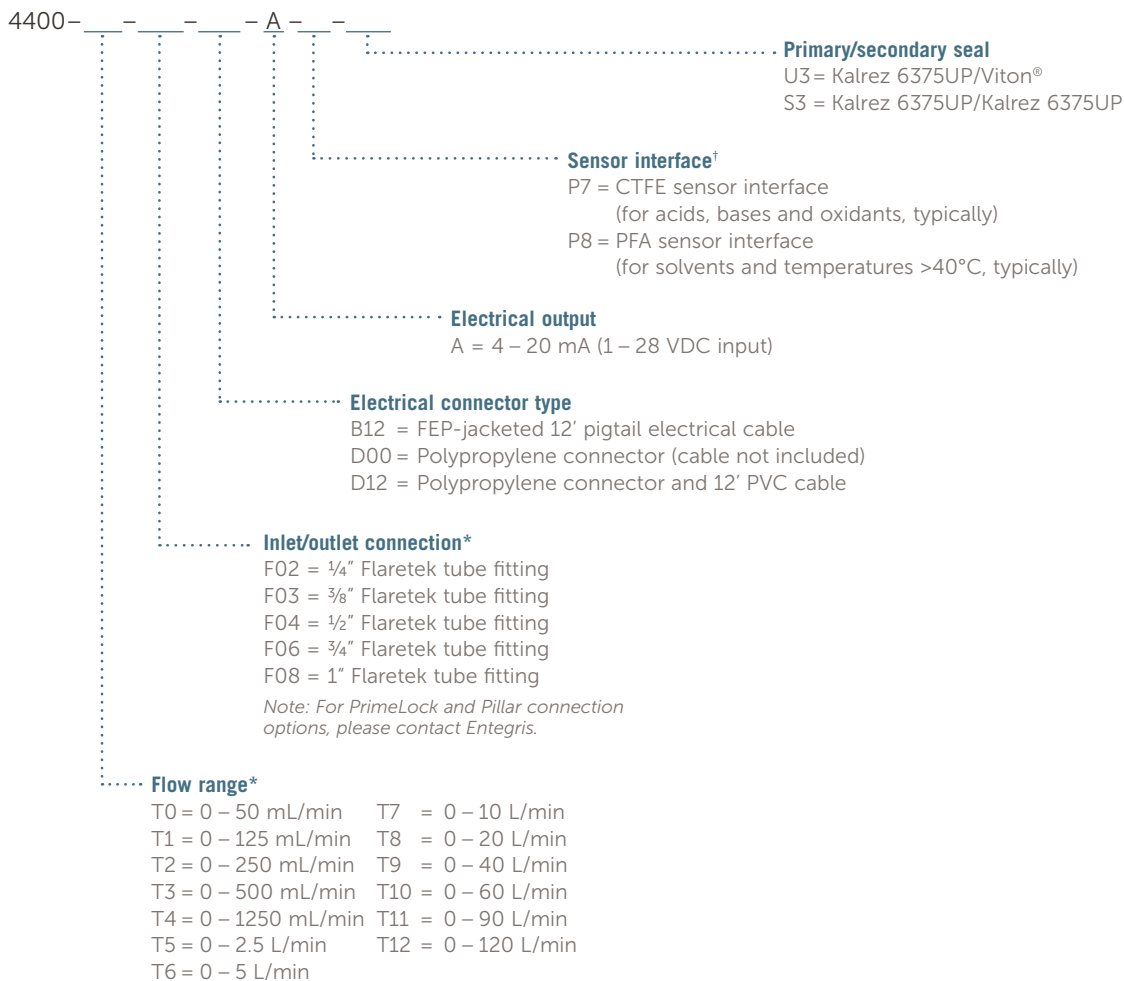 4400–   –   –   – A –   –
Primary/secondary seal
U3 = Kalrez 6375UP/Viton®
S3 = Kalrez 6375UP/Kalrez 6375UP
Sensor interface†
P7 = CTFE sensor interface
(for acids, bases and oxidants, typically)
P8 = PFA sensor interface
(for solvents and temperatures >40°C, typically)
Electrical output
A = 4 – 20 mA (1 – 28 VDC input)
Electrical connector type
B12 = FEP-jacketed 12′ pigtail electrical cable
D00 = Polypropylene connector (cable not included)
D12 = Polypropylene connector and 12′ PVC cable
Inlet/outlet connection*
F02 = ¼″ Flaretek tube fitting
F03 = ⅜″ Flaretek tube fitting
F04 = ½″ Flaretek tube fitting
F06 = ¾″ Flaretek tube fitting
F08 = 1″ Flaretek tube fitting
Note: For PrimeLock and Pillar connection
options, please contact Entegris.
Flow range*
T0 = 0 – 50 mL/min T7 = 0 – 10 L/min
T1 = 0 – 125 mL/min T8 = 0 – 20 L/min
T2 = 0 – 250 mL/min T9 = 0 – 40 L/min
T3 = 0 – 500 mL/min T10 = 0 – 60 L/min
T4 = 0 – 1250 mL/min T11 = 0 – 90 L/min
T5 = 0 – 2.5 L/min T12 = 0 – 120 L/min
T6 = 0 – 5 L/min